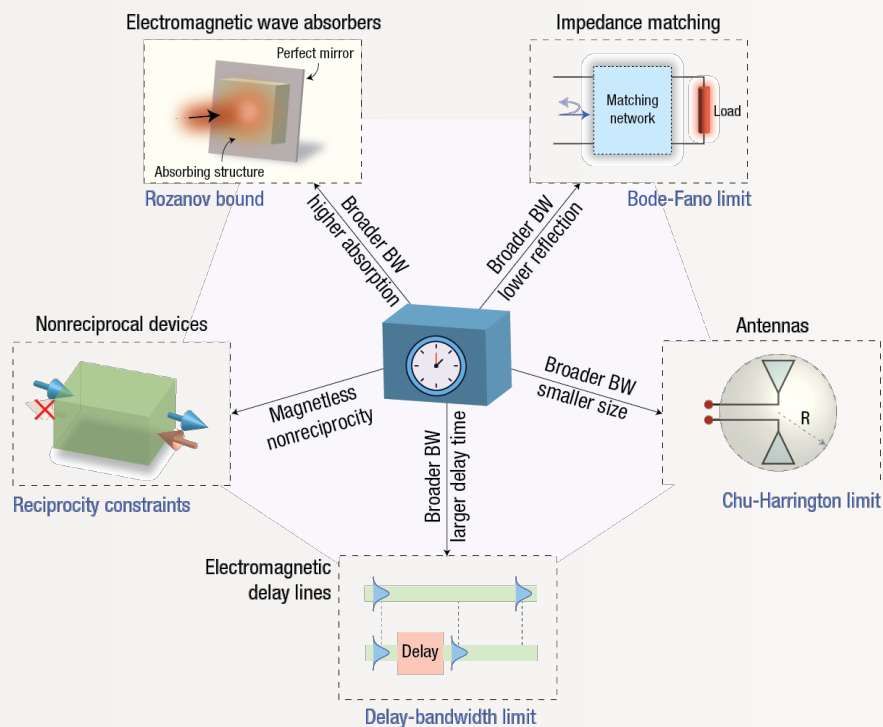 Electromagnetic wave absorbers
Perfect mirror
Absorbing structure
Rozanov bound
Impedance matching
Matching
network
Load
Bode-Fano limit
Broader BW
higher absorption
Broader BW
lower reflection
Nonreciprocal devices
Reciprocity constraints
Magnetless
nonreciprocity
Broader BW
smaller size
Antennas
R
Chu-Harrington limit
Broader BW
larger delay time
Electromagnetic
delay lines
Delay
Delay-bandwidth limit